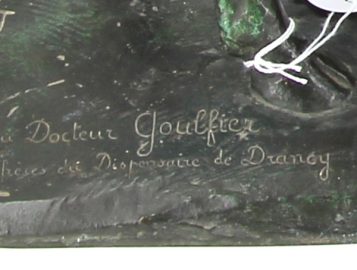 Docteur Goulfier
du Dispensaire de Drancy